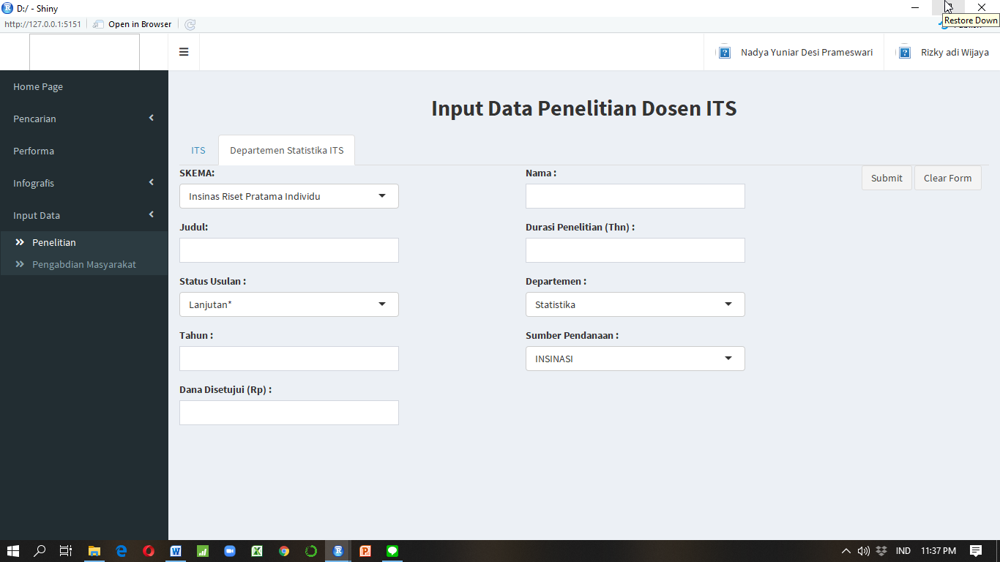 D:/ - Shiny
http://127.0.0.1:5151 Open in Browser
Restore Down
Nadya Yuniar Desi Prameswari Rizky adi Wijaya
Home Page
Pencarian
Performa
Infografis
Input Data
Penelitian
Pengabdian Masyarakat
Input Data Penelitian Dosen ITS
ITS Departemen Statistika ITS
SKEMA:
Insinas Riset Pratama Individu
Judul:
Status Usulan :
Lanjutan*
Tahun :
Dana Disetujui (Rp) :
Nama :
Durasi Penelitian (Thn) :
Departemen :
Statistika
Sumber Pendanaan :
INSINASI
Submit Clear Form
IND 11:37 PM